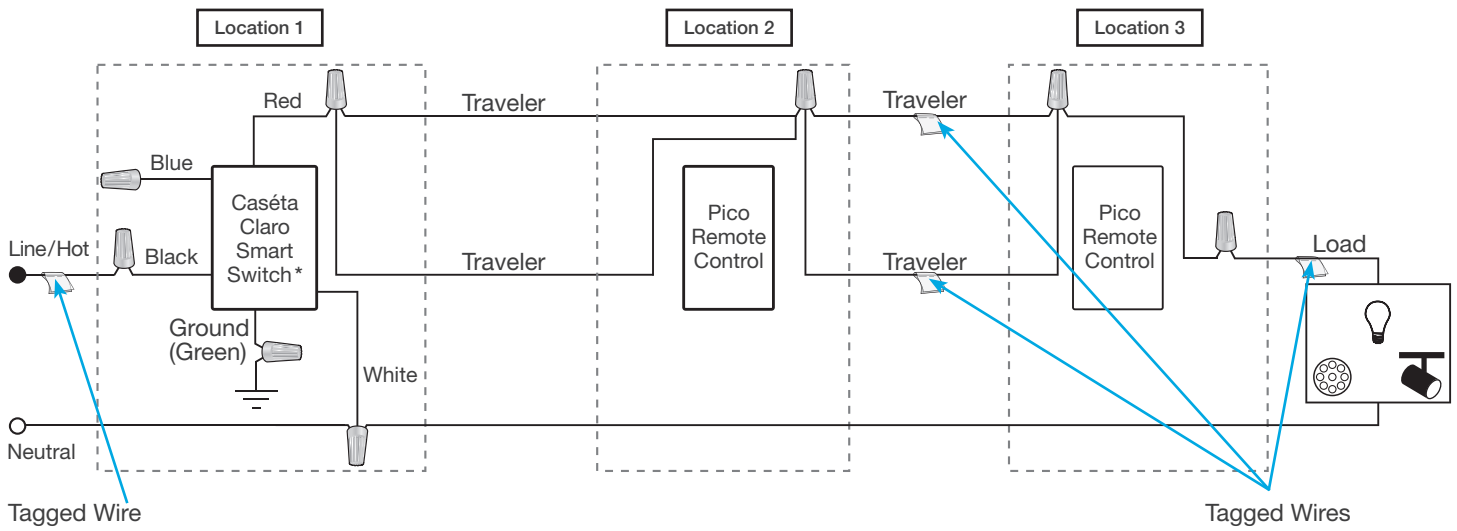 Location 1
Location 2
Location 3
Red
Traveler
Traveler
Blue
Caséta
Claro
Smart
Switch*
Pico
Remote
Control
Pico
Remote
Control
Line/Hot
Black
Traveler
Traveler
Load
Ground
(Green)
White
Neutral
Tagged Wire
Tagged Wires